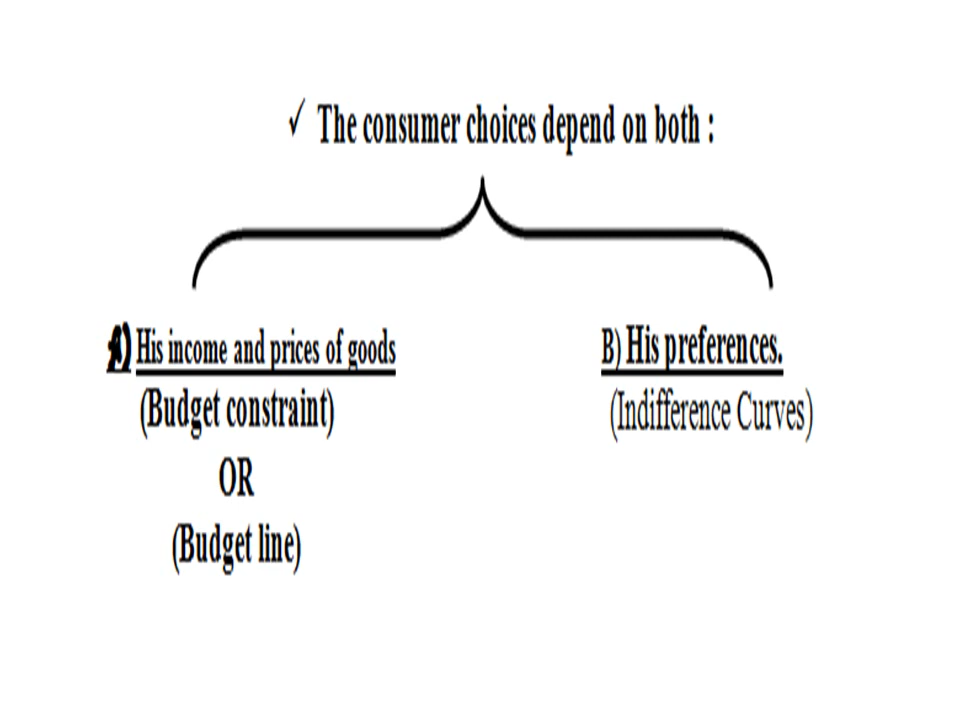 ✓ The consumer choices depend on both :
His income and prices of goods
B) His preferences.
(Budget constraint)
(Indifference Curves)
OR
(Budget line)